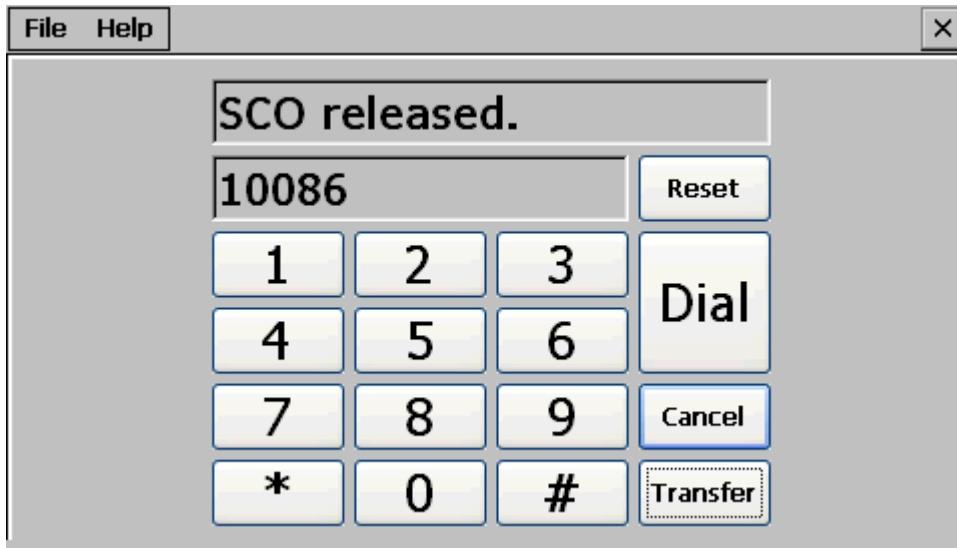 File Help
SCO released.
10086 Reset
1 2 3 Dial
4 5 6
7 8 9 Cancel
* 0 # Transfer